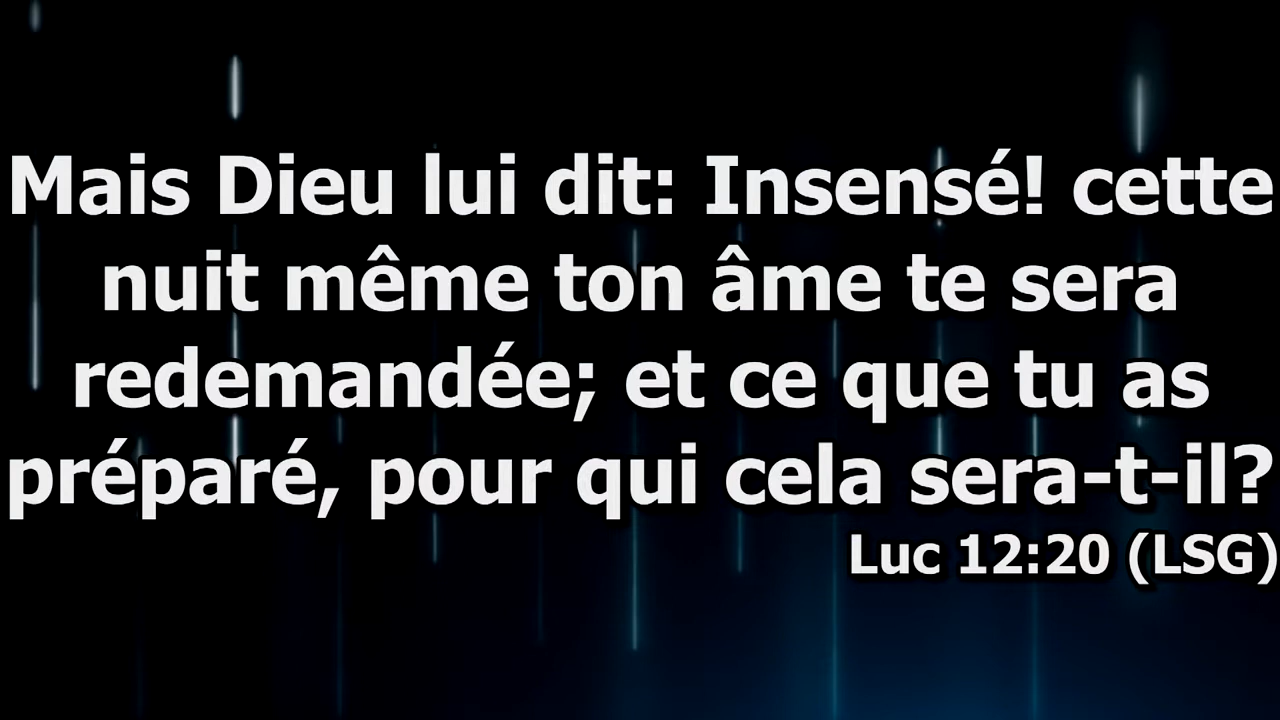 Mais Dieu lui dit: Insensé! cette
nuit même ton âme te sera
redemandée; et ce que tu as
préparé, pour qui cela sera-t-il?
Luc 12:20 (LSG)